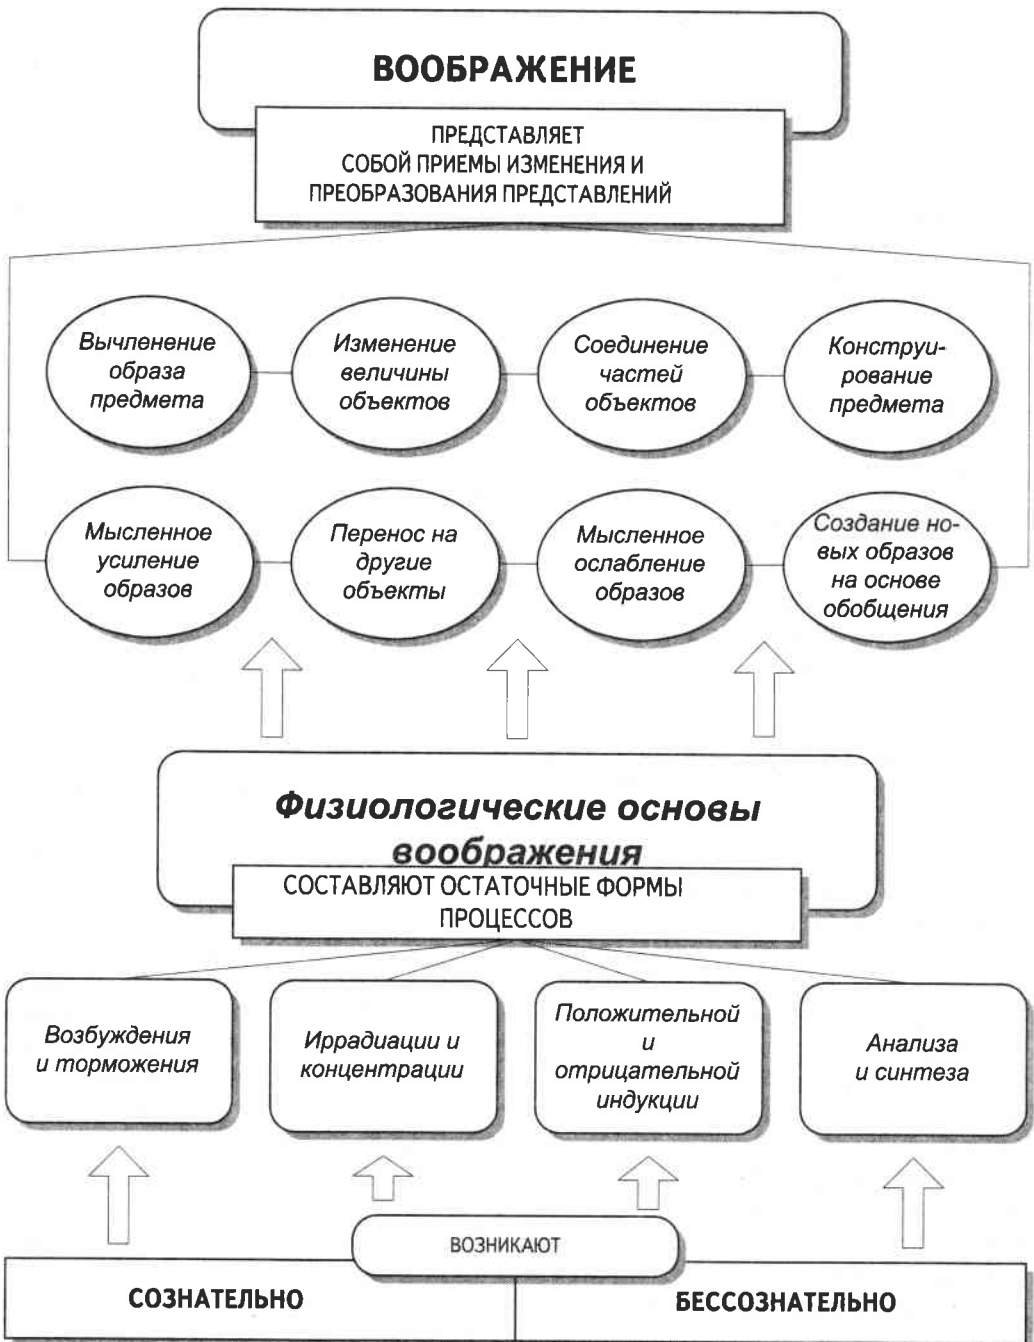 ВООБРАЖЕНИЕ
ПРЕДСТАВЛЯЕТ
СОБОЙ ПРИЕМЫ ИЗМЕНЕНИЯ И
ПРЕОБРАЗОВАНИЯ ПРЕДСТАВЛЕНИЙ
Вычленение
образа
предмета
Изменение
величины
объектов
Соединение
частей
объектов
Конструи-
рование
предмета
Мысленное
усиление
образов
Перенос на
другие
объекты
Мысленное
ослабление
образов
Создание но-
вых образов
на основе
обобщения
Физиологические основы
воображения
СОСТАВЛЯЮТ ОСТАТОЧНЫЕ ФОРМЫ
ПРОЦЕССОВ
Возбуждения
и торможения
Иррадиации и
концентрации
Положительной
и
отрицательной
индукции
Анализа
и синтеза
ВОЗНИКАЮТ
СОЗНАТЕЛЬНО
БЕССОЗНАТЕЛЬНО